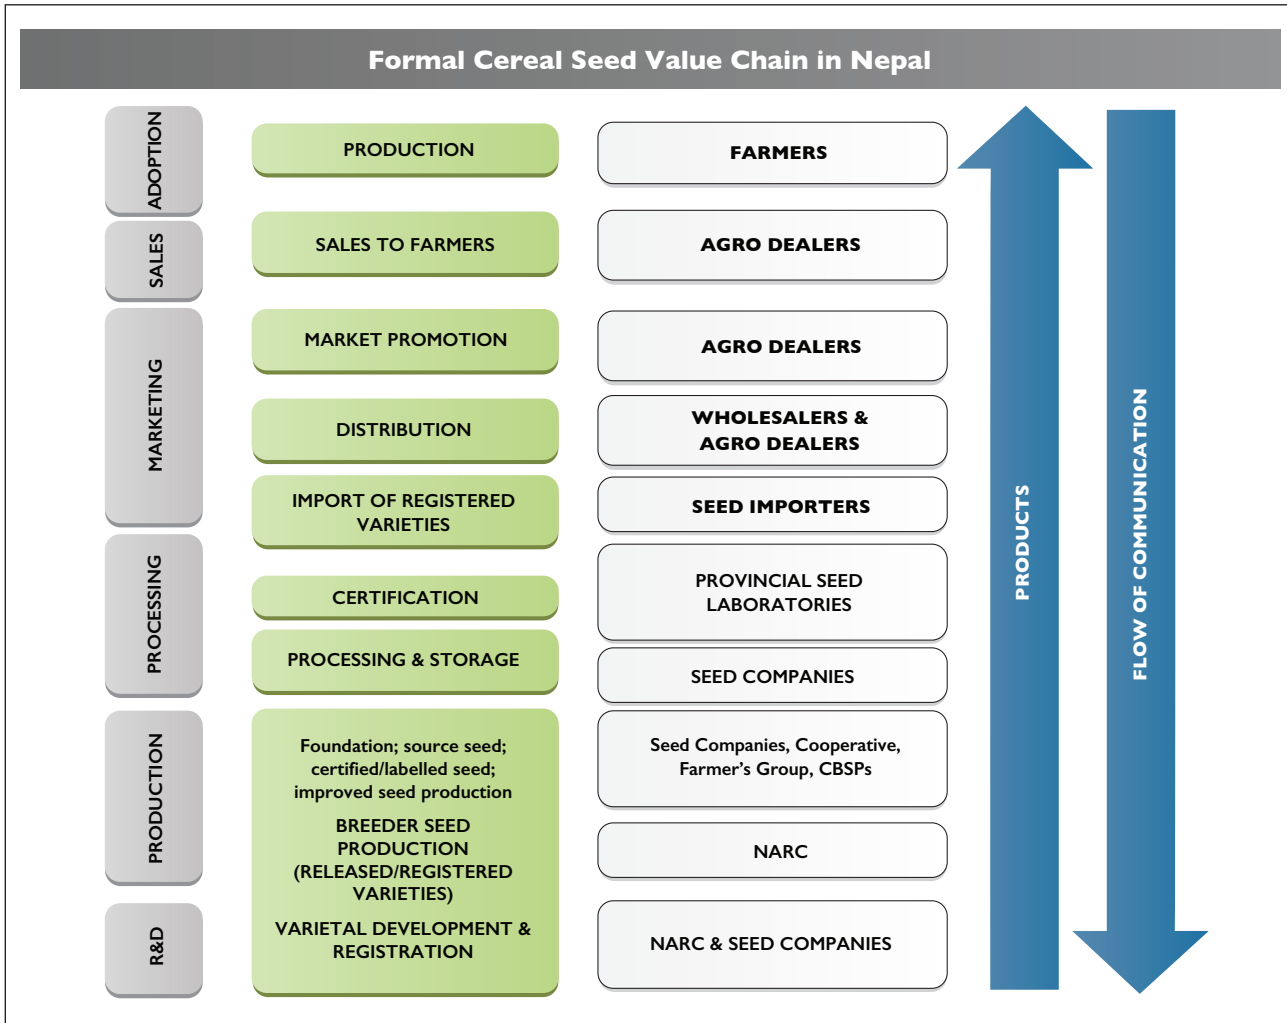 Formal Cereal Seed Value Chain in Nepal
ADOPTION
PRODUCTION
FARMERS
SALES
SALES TO FARMERS
AGRO DEALERS
MARKETING
MARKET PROMOTION
AGRO DEALERS
DISTRIBUTION
WHOLESALERS &
AGRO DEALERS
IMPORT OF REGISTERED
VARIETIES
SEED IMPORTERS
PROCESSING
CERTIFICATION
PROVINCIAL SEED
LABORATORIES
PROCESSING & STORAGE
SEED COMPANIES
PRODUCTION
Foundation; source seed;
certified/labelled seed;
improved seed production
Seed Companies, Cooperative,
Farmer's Group, CBSPs
BREEDER SEED
PRODUCTION
(RELEASED/REGISTERED
VARIETIES)
NARC
R&D
VARIETAL DEVELOPMENT &
REGISTRATION
NARC & SEED COMPANIES
PRODUCTS
FLOW OF COMMUNICATION